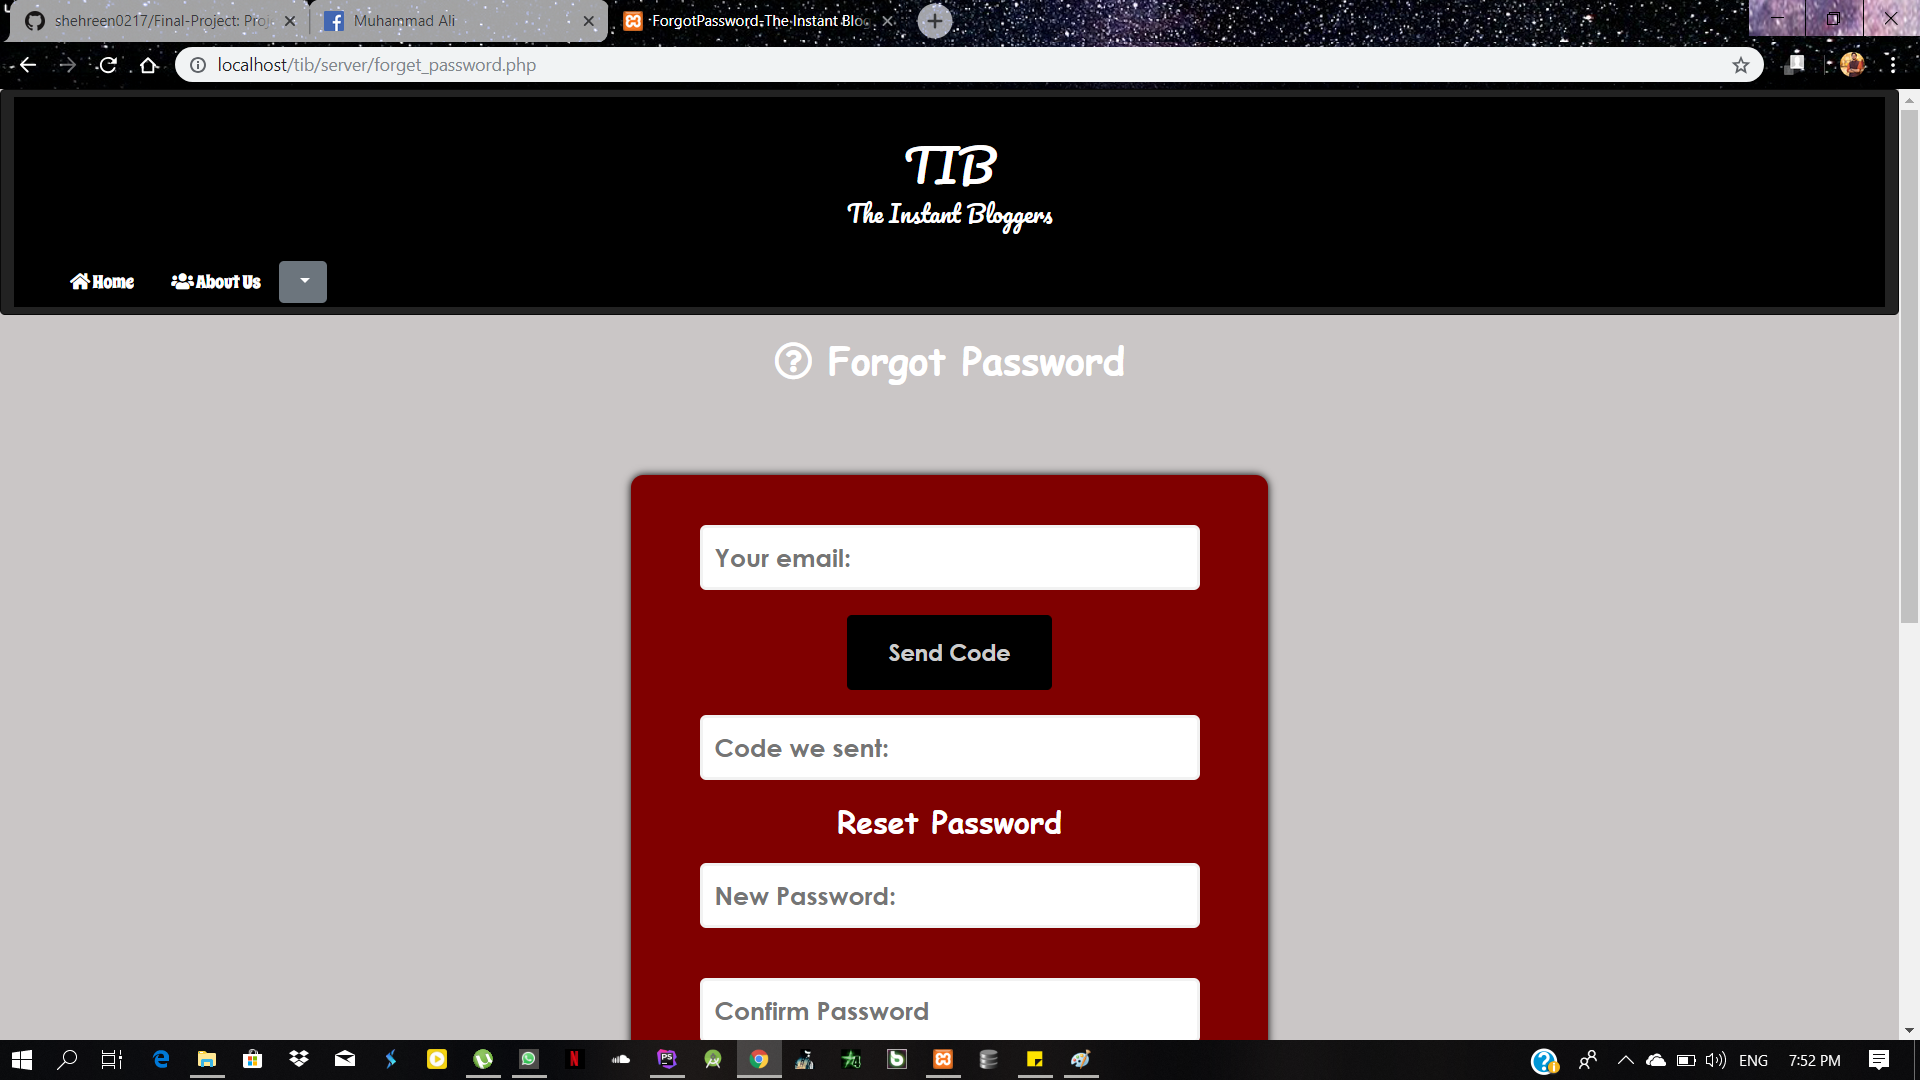 shehreen0217/Final-Project: Proj
Muhammad Ali
ForgotPassword-The Instant Blog
localhost/tib/server/forget_password.php
TIB
The Instant Bloggers
Home
About Us
Forgot Password
Your email:
Send Code
Code we sent:
Reset Password
New Password:
Confirm Password
ENG
7:52 PM